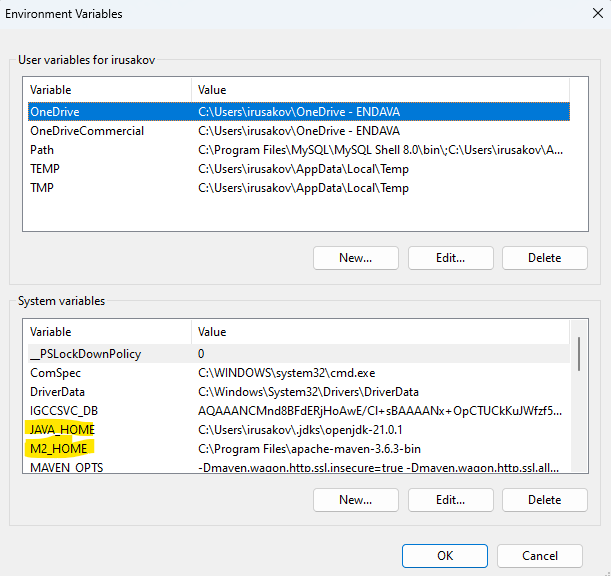 Environment Variables
User variables for irusakov
Variable Value
OneDrive C:\Users\irusakov\OneDrive - ENDAVA
OneDriveCommercial C:\Users\irusakov\OneDrive - ENDAVA
Path C:\Program Files\MySQL\MySQL Shell 8.0\bin\;C:\Users\irusakov\A...
TEMP C:\Users\irusakov\AppData\Local\Temp
TMP C:\Users\irusakov\AppData\Local\Temp
New... Edit... Delete
System variables
Variable Value
__PSLockDownPolicy 0
ComSpec C:\WINDOWS\system32\cmd.exe
DriverData C:\Windows\System32\Drivers\DriverData
IGCCSVC_DB AQAAANCMnd8BFdERjHoAwE/Cl+sBAAAANx+OpCTUCkKuJWfzf5...
JAVA_HOME C:\Users\irusakov\.jdks\openjdk-21.0.1
M2_HOME C:\Program Files\apache-maven-3.6.3-bin
MAVEN_OPTS -Dmaven.wagon.http.ssl.insecure=true -Dmaven.wagon.http.ssl.all...
New... Edit... Delete
OK Cancel